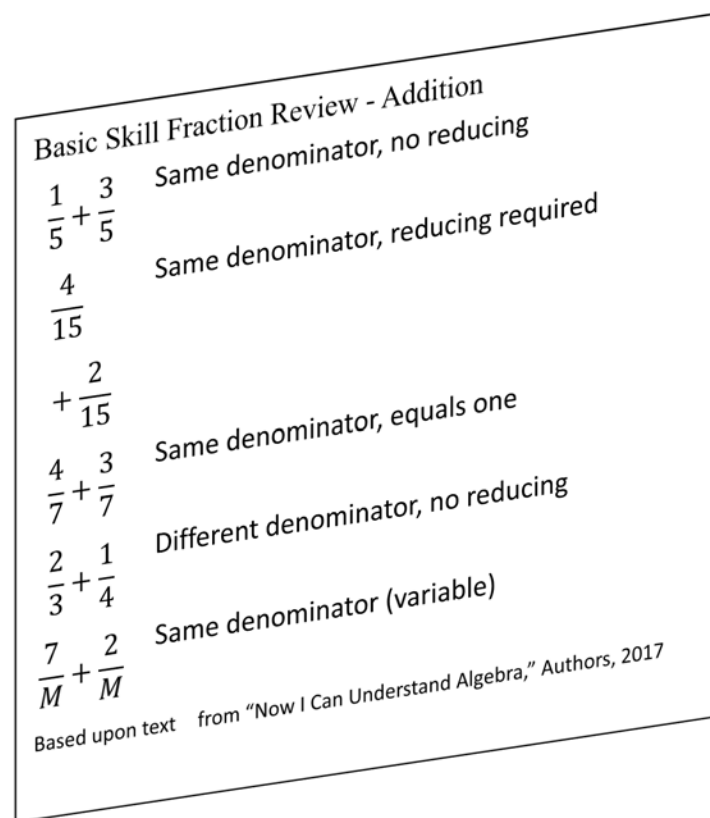 Basic Skill Fraction Review - Addition
1/5 + 3/5 Same denominator, no reducing
4/15 Same denominator, reducing required
+ 2/15
4/7 + 3/7 Same denominator, equals one
2/3 + 1/4 Different denominator, no reducing
7/M + 2/M Same denominator (variable)
Based upon text from “Now I Can Understand Algebra,” Authors, 2017